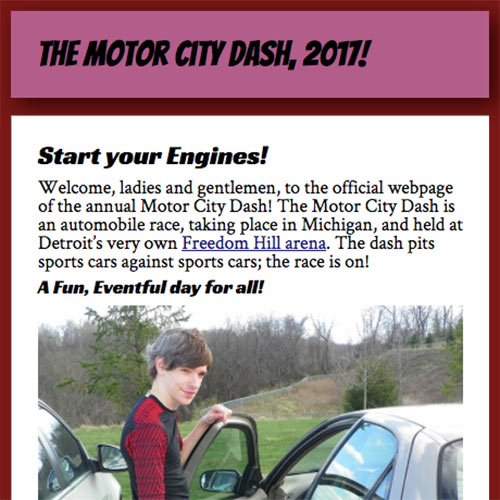 THE MOTOR CITY DASH, 2017!
Start your Engines!
Welcome, ladies and gentlemen, to the official webpage
of the annual Motor City Dash! The Motor City Dash is
an automobile race, taking place in Michigan, and held at
Detroit's very own Freedom Hill arena. The dash pits
sports cars against sports cars; the race is on!
A Fun, Eventful day for all!